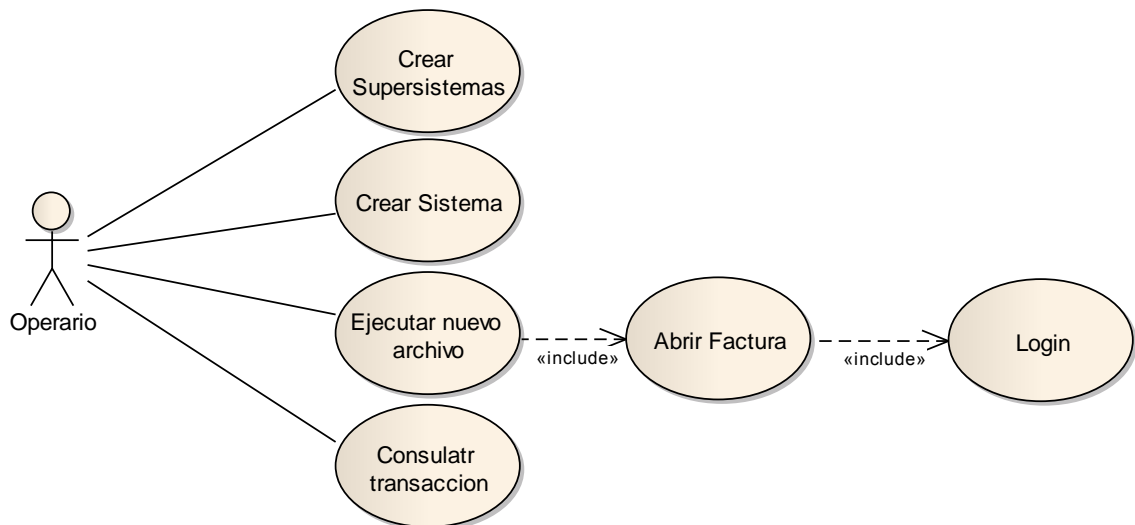 Crear
Supersistemas
Crear Sistema
Operario
Ejecutar nuevo
archivo
«include»
Abrir Factura
«include»
Login
Consulatr
transaccion